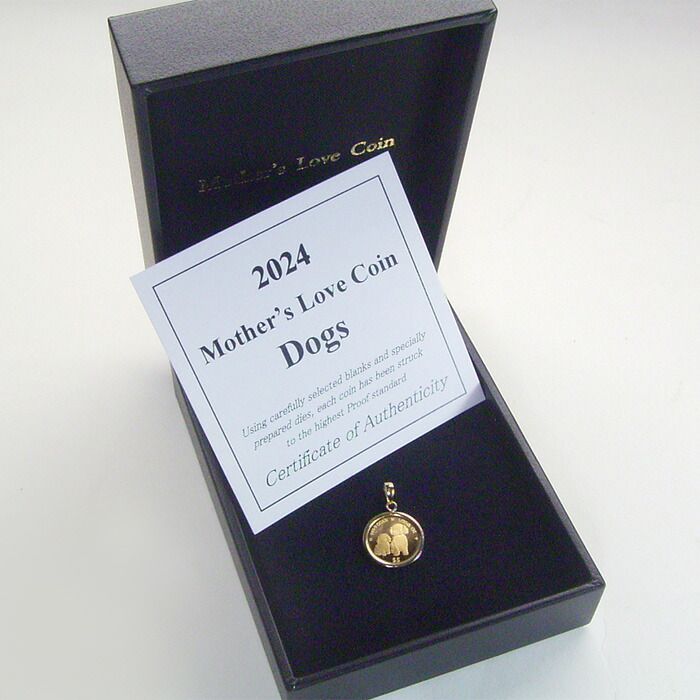 Mother's Love Coin
2024
Mother's Love Coin
Dogs
Using carefully selected blanks and specially
prepared dies, each coin has been struck
to the highest Proof standard
Certificate of Authenticity
$5